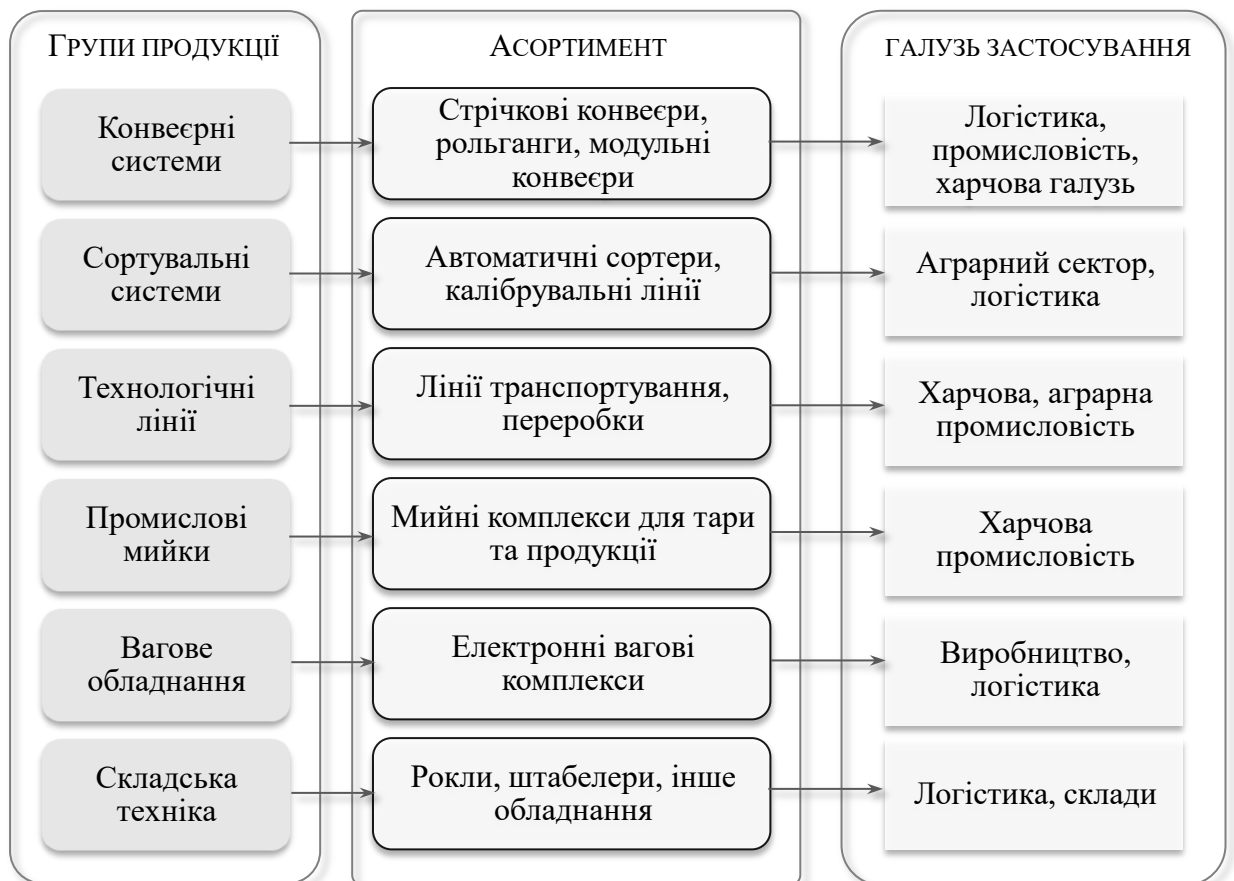 ГРУПИ ПРОДУКЦІЇ
АСОРТИМЕНТ
ГАЛУЗЬ ЗАСТОСУВАННЯ
Конвеєрні
системи
Стрічкові конвеєри,
рольганги, модульні
конвеєри
Логістика,
промисловість,
харчова галузь
Сортувальні
системи
Автоматичні сортери,
калібрувальні лінії
Аграрний сектор,
логістика
Технологічні
лінії
Лінії транспортування,
переробки
Харчова, аграрна
промисловість
Промислові
мийки
Мийні комплекси для тари
та продукції
Харчова
промисловість
Вагове
обладнання
Електронні вагові
комплекси
Виробництво,
логістика
Складська
техніка
Рокли, штабелери, інше
обладнання
Логістика, склади